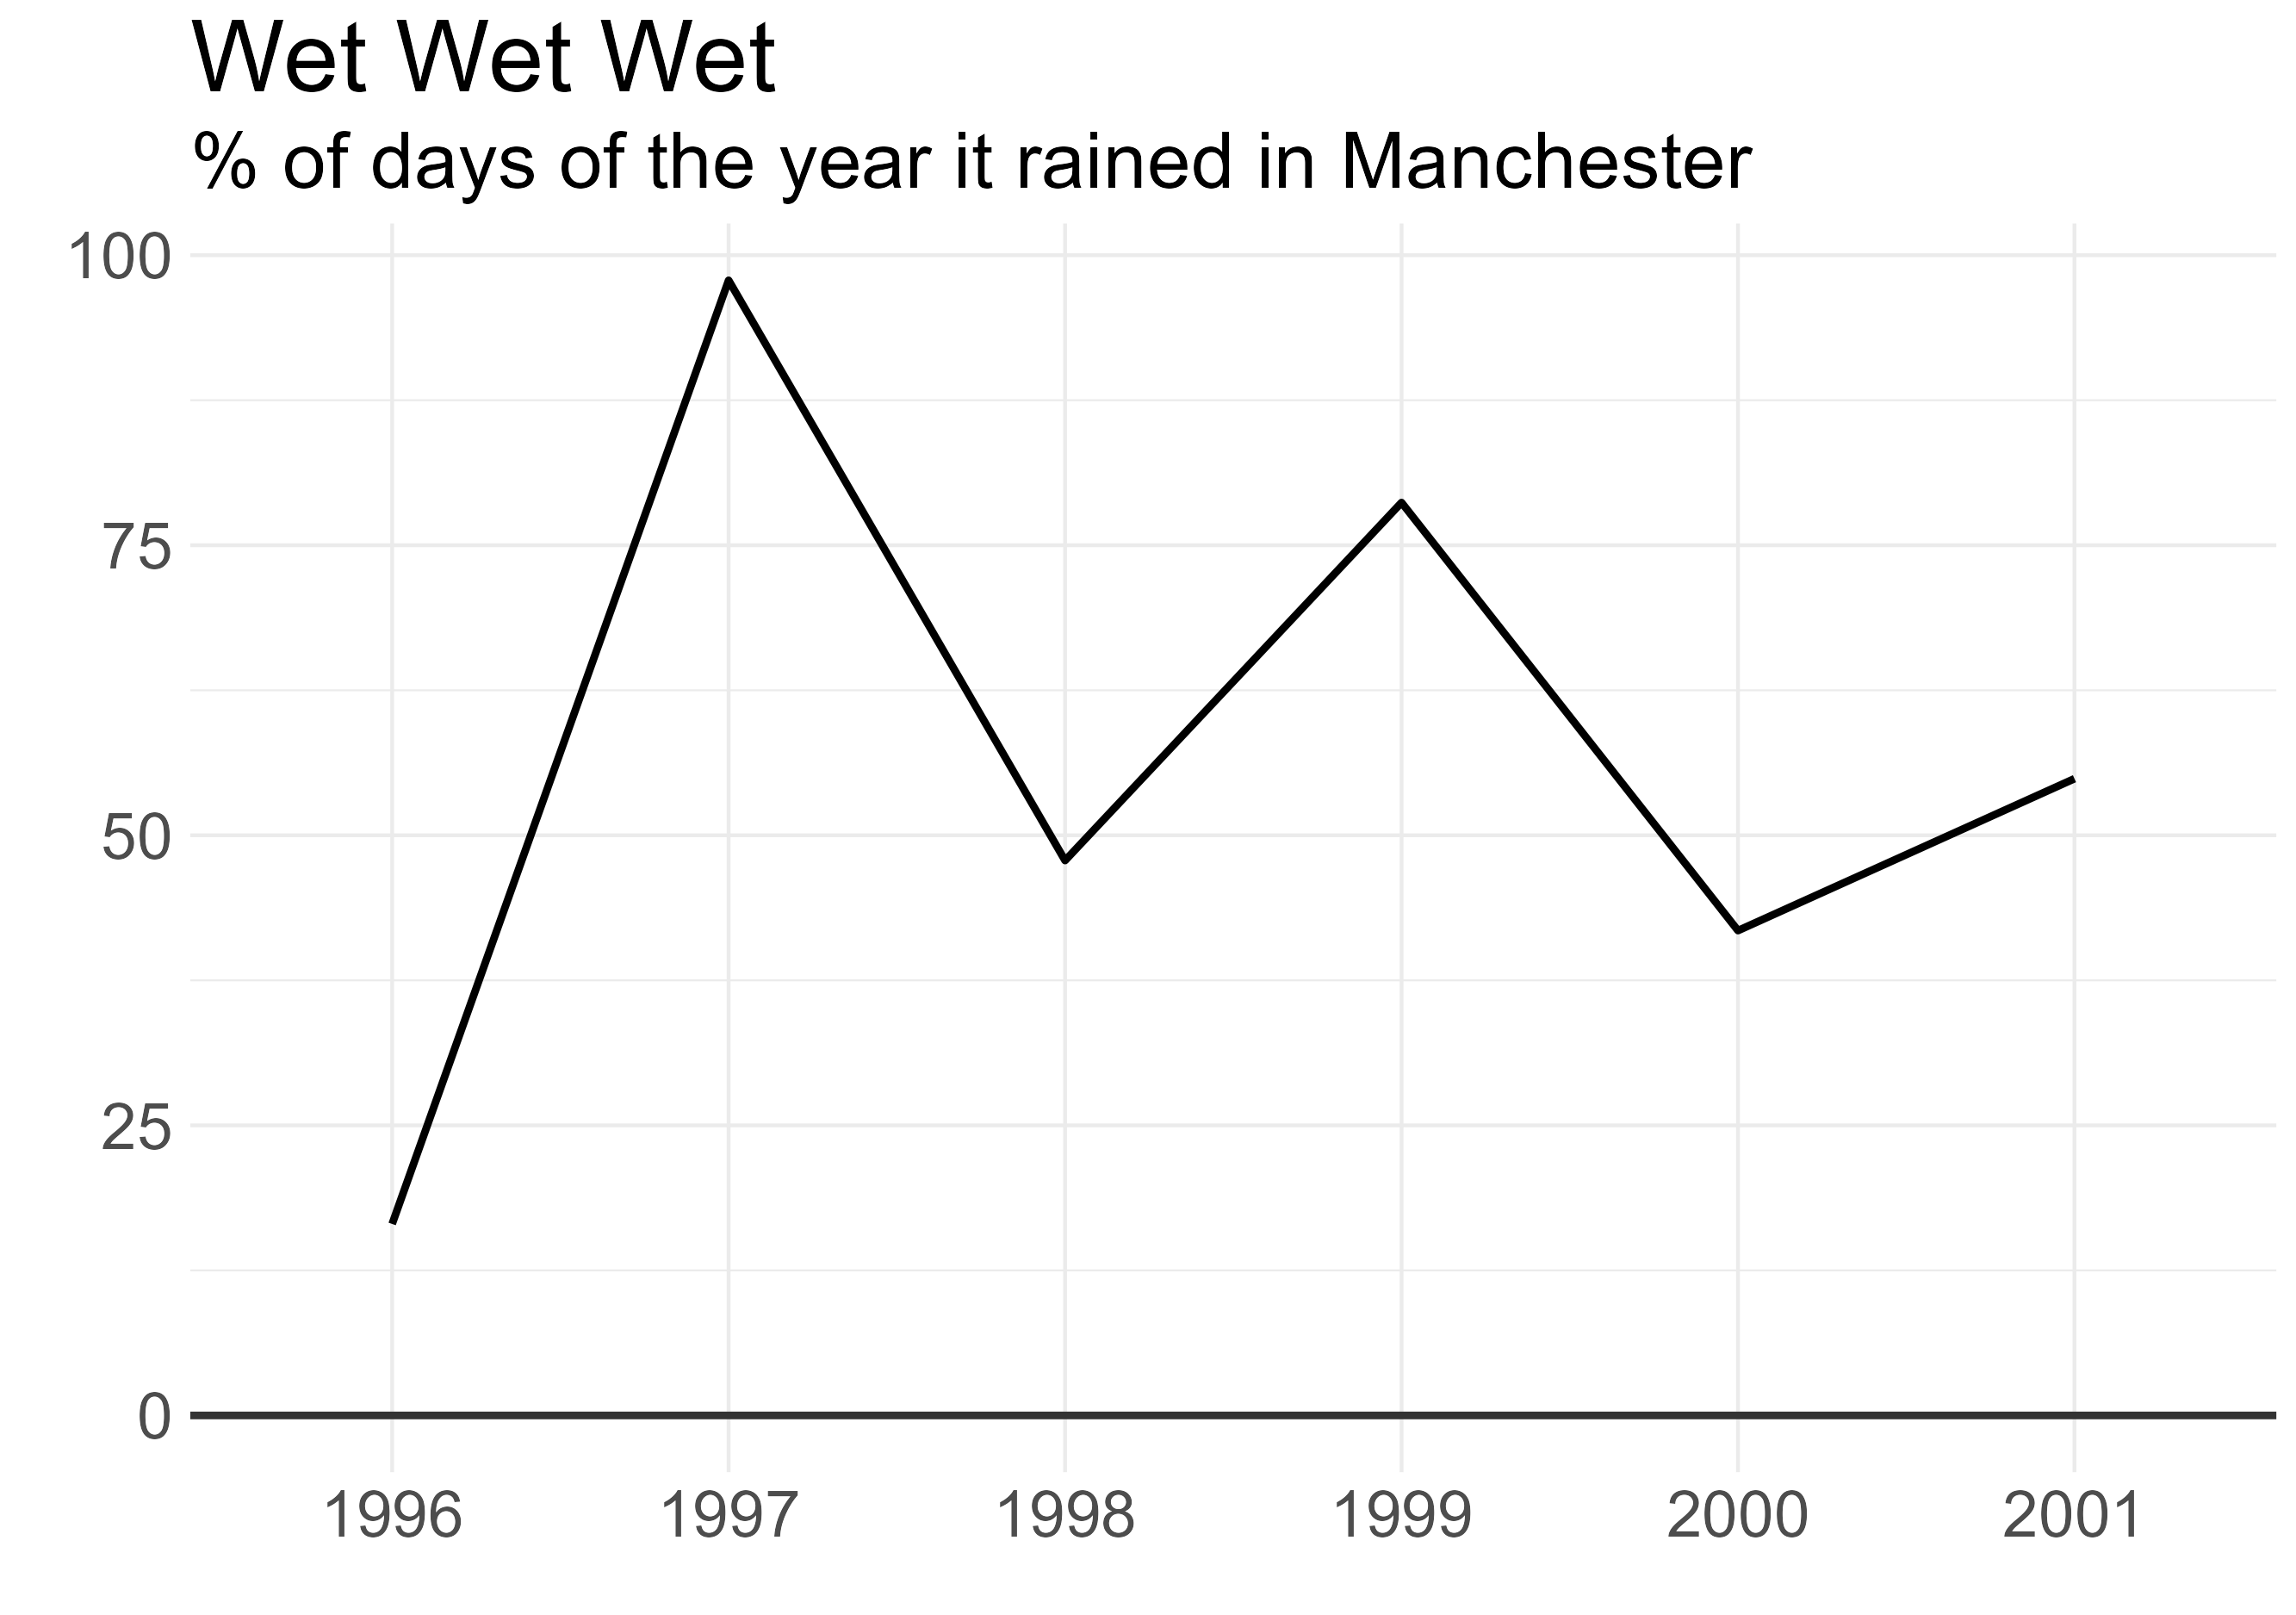 Wet Wet Wet
% of days of the year it rained in Manchester
100
75
50
25
0
1996 1997 1998 1999 2000 2001